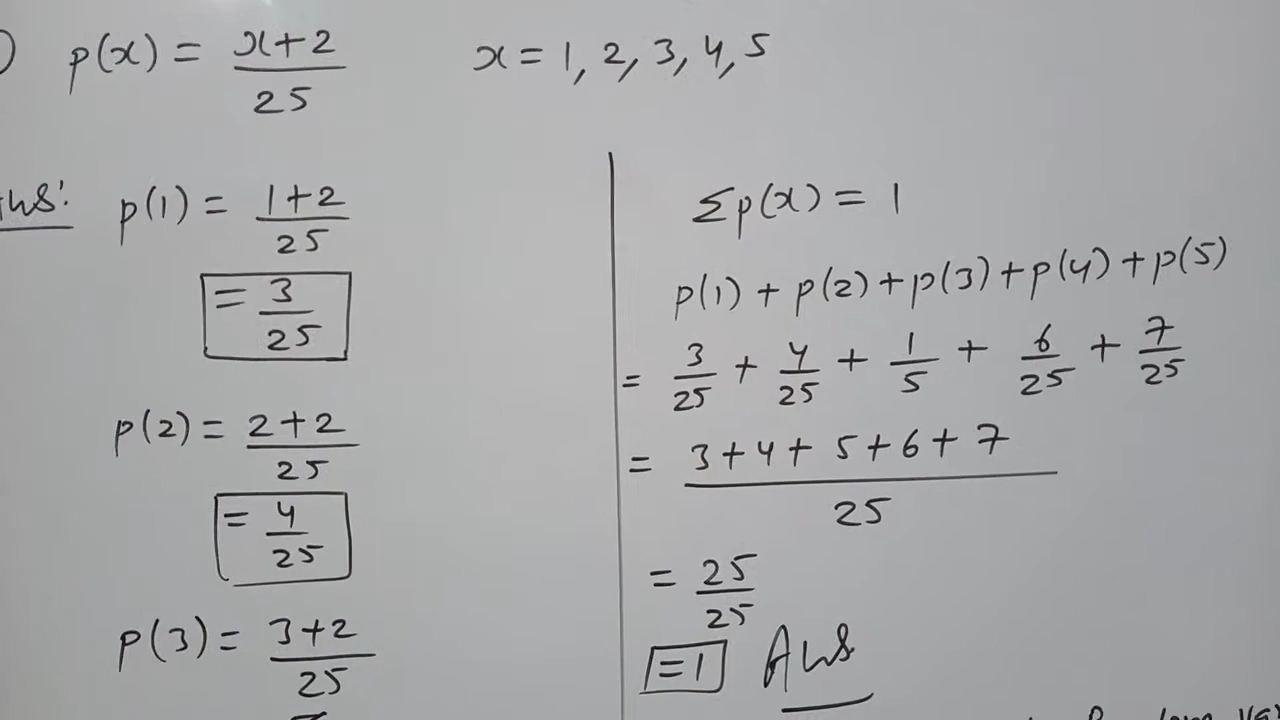 ) p(x) = x+2/25 x = 1, 2, 3, 4, 5
Ans: p(1) = 1+2/25
= 3/25
p(2) = 2+2/25
= 4/25
p(3) = 3+2/25
Σp(x) = 1
p(1) + p(2) + p(3) + p(4) + p(5)
= 3/25 + 4/25 + 1/5 + 6/25 + 7/25
= 3+4+5+6+7/25
= 25/25
=1 Ans